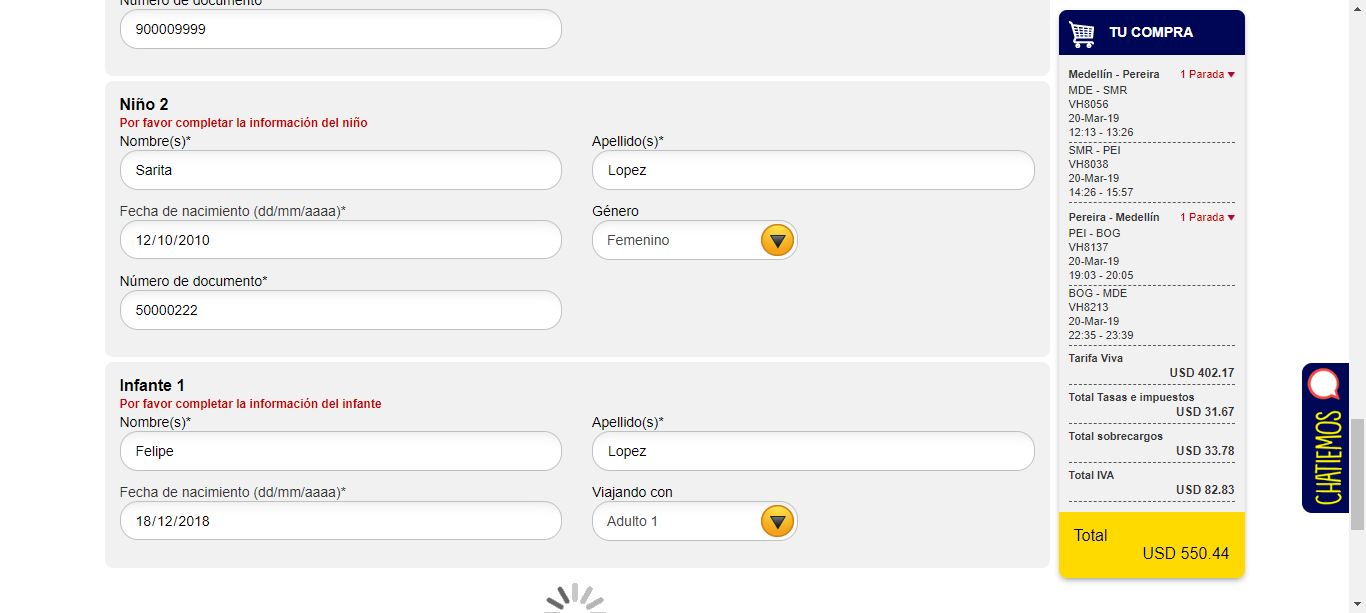 Número de documento
900009999
Niño 2
Por favor completar la información del niño
Nombre(s)*
Apellido(s)*
Sarita
Lopez
Fecha de nacimiento (dd/mm/aaaa)*
Género
12/10/2010
Femenino
Número de documento*
50000222
Infante 1
Por favor completar la información del infante
Nombre(s)*
Apellido(s)*
Felipe
Lopez
Fecha de nacimiento (dd/mm/aaaa)*
Viajando con
18/12/2018
Adulto 1
TU COMPRA
Medellín - Pereira 1 Parada
MDE - SMR
VH8056
20-Mar-19
12:13 - 13:26
SMR - PEI
VH8038
20-Mar-19
14:26 - 15:57
Pereira - Medellín 1 Parada
PEI - BOG
VH8137
20-Mar-19
19:03 - 20:05
BOG - MDE
VH8213
20-Mar-19
22:35 - 23:39
Tarifa Viva
USD 402.17
Total Tasas e impuestos
USD 31.67
Total sobrecargos
USD 33.78
Total IVA
USD 82.83
Total
USD 550.44
CHATIEMOS